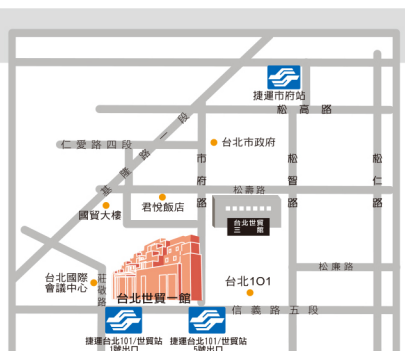 捷運市府站
松高路
仁愛路四段
基隆路一段
台北市政府
市府路
松智路
松仁路
松壽路
國貿大樓
君悅飯店
台北世貿
三館
台北國際
會議中心
莊敬路
台北世貿一館
台北101
松廉路
信義路五段
捷運台北101/世貿站
1號出口
捷運台北101/世貿站
5號出口